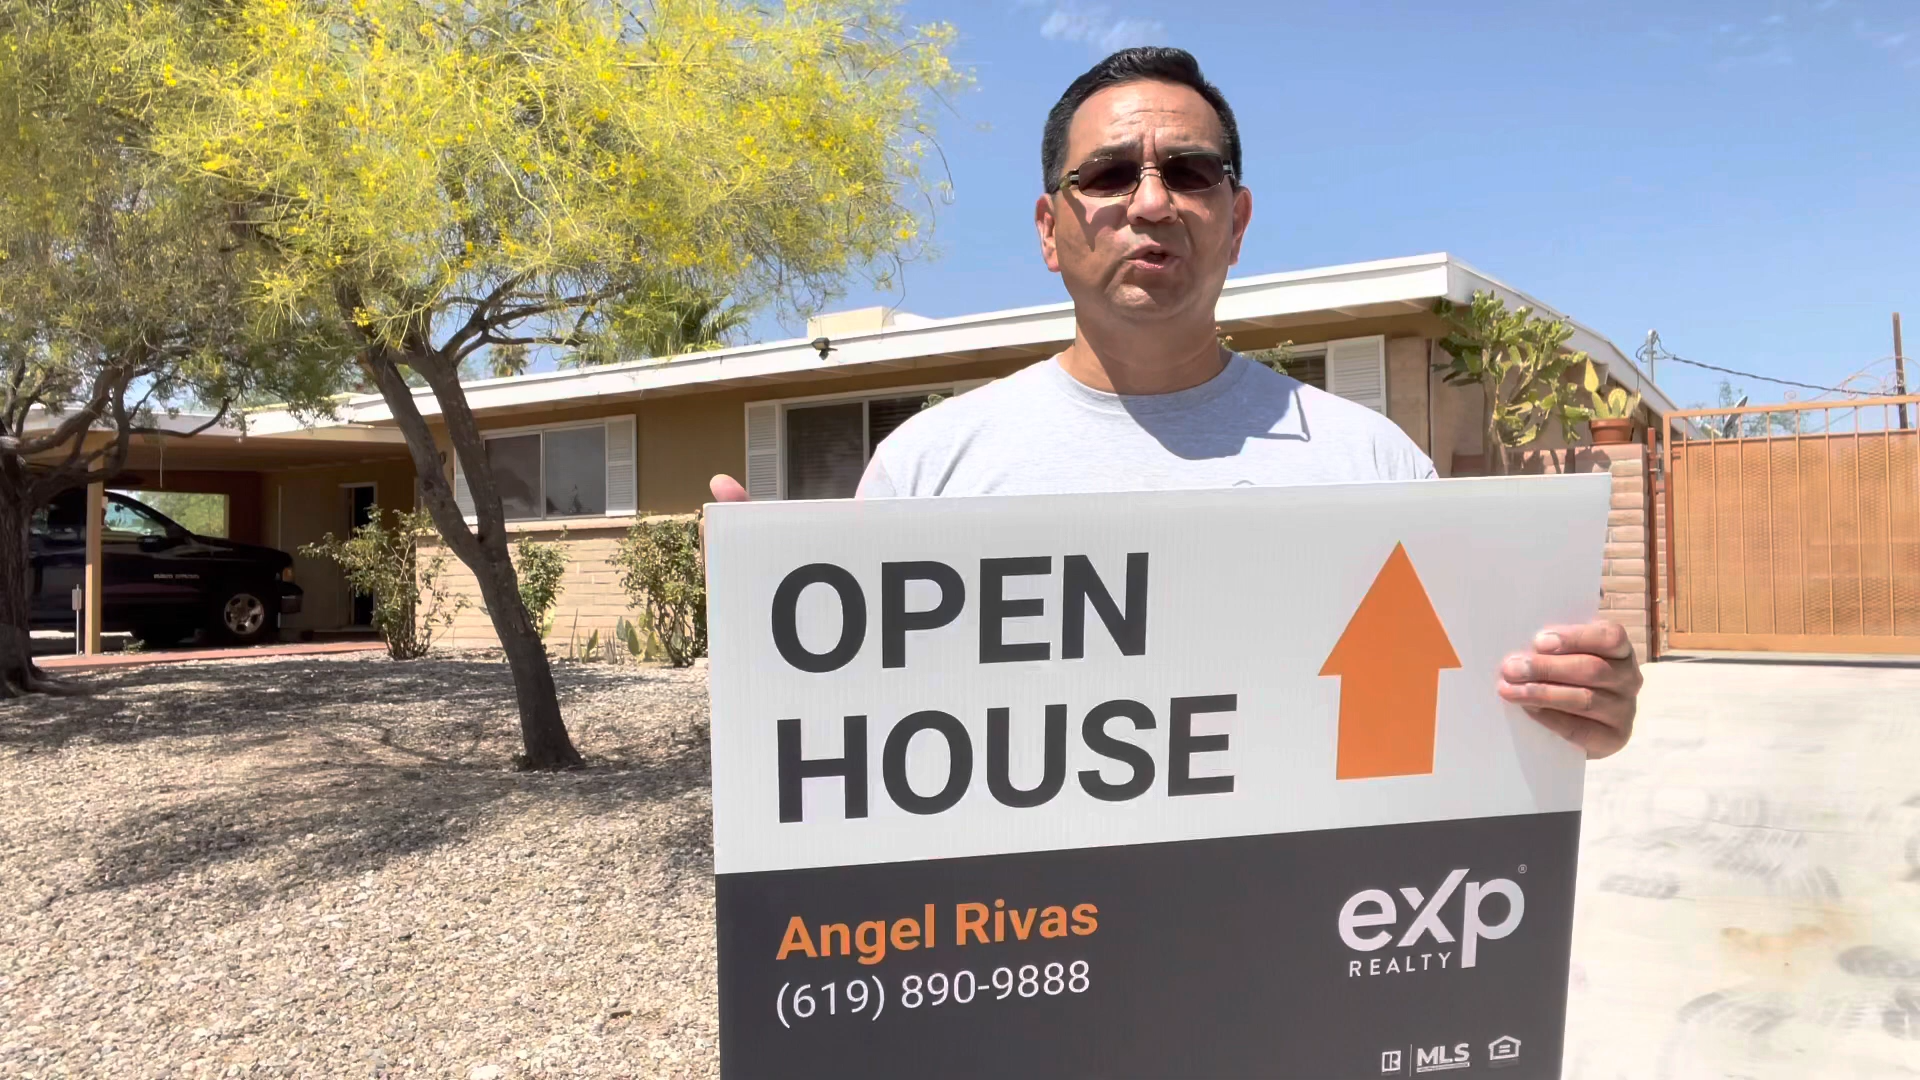 OPEN
HOUSE
Angel Rivas
(619) 890-9888
eXp®
REALTY
R MLS